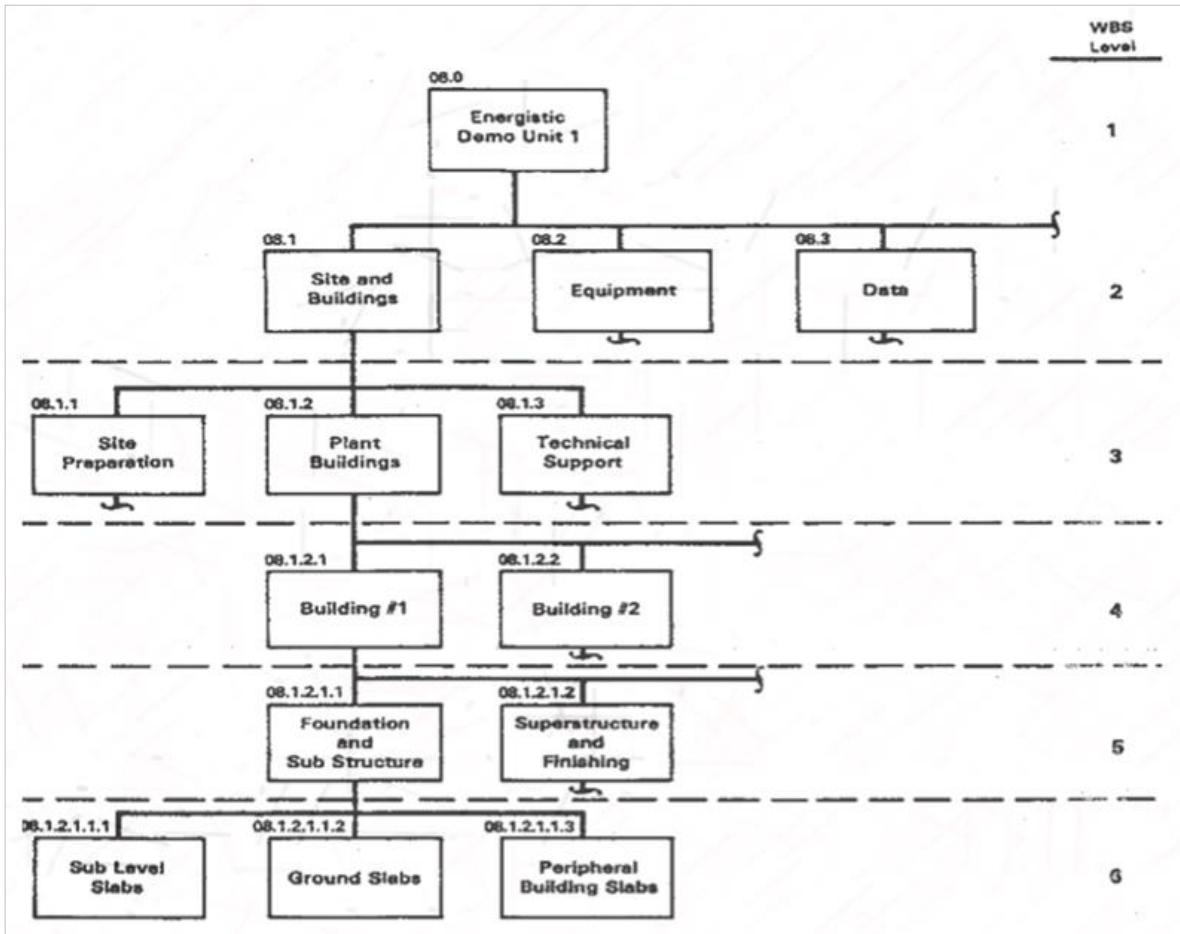 WBS
Level
08.0
Energistic
Demo Unit 1
1
08.1
08.2
08.3
Site and
Buildings
Equipment
Data
2
08.1.1
08.1.2
08.1.3
Site
Preparation
Plant
Buildings
Technical
Support
3
08.1.2.1
08.1.2.2
Building #1
Building #2
4
08.1.2.1.1
08.1.2.1.2
Foundation
and
Sub Structure
Superstructure
and
Finishing
5
08.1.2.1.1.1
08.1.2.1.1.2
08.1.2.1.1.3
Sub Level
Slabs
Ground Slabs
Peripheral
Building Slabs
6